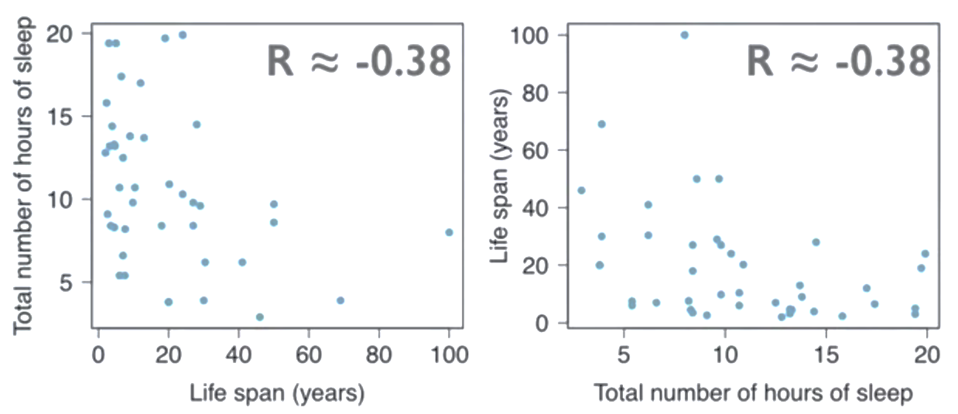 Total number of hours of sleep
20
15
10
5
R ≈ -0.38
0 20 40 60 80 100
Life span (years)
Life span (years)
100
80
60
40
20
0
R ≈ -0.38
5 10 15 20
Total number of hours of sleep